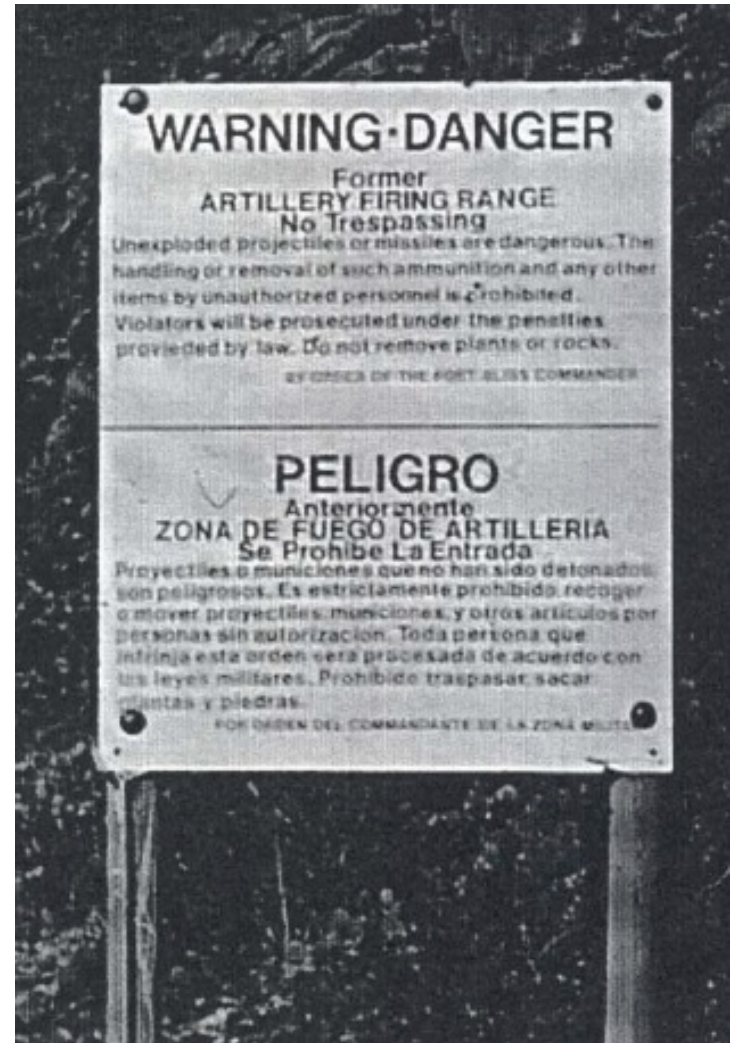 WARNING·DANGER
Former
ARTILLERY FIRING RANGE
No Trespassing
Unexploded projectiles or missiles are dangerous. The
handling or removal of such ammunition and any other
items by unauthorized personnel is prohibited.
Violators will be prosecuted under the penalties
provieded by law. Do not remove plants or rocks.
BY ORDER OF THE FORT BLISS COMMANDER
PELIGRO
Anteriormente
ZONA DE FUEGO DE ARTILLERIA
Se Prohibe La Entrada
Proyectiles o municiones que no han sido detonados
son peligrosos. Es estrictamente prohibido, recoger
o mover proyectiles, municiones, y otros articulos por
personas sin autorizacion. Toda persona que
infrinja esta orden sera procesada de acuerdo con
las leyes militares. Prohibido traspasar, sacar
plantas y piedras.
POR ORDEN DEL COMMANDANTE DE LA ZONA